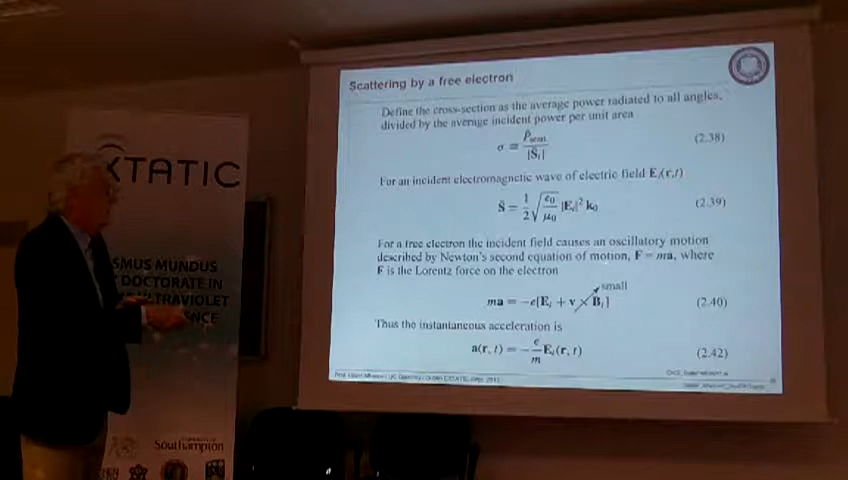 Scattering by a free electron
Define the cross-section as the average power radiated to all angles,
divided by the average incident power per unit area
σ ≡ P̄scatt. / |S̄i| (2.38)
For an incident electromagnetic wave of electric field Ei(r,t)
S̄ = 1/2 √(ε0/μ0) |Ei|² k0 (2.39)
For a free electron the incident field causes an oscillatory motion
described by Newton's second equation of motion, F = ma, where
F is the Lorentz force on the electron
small
ma = −e[Ei + v × Bi] (2.40)
Thus the instantaneous acceleration is
a(r, t) = −e/m Ei(r, t) (2.42)
XTATIC
SMUS MUNDUS
DOCTORATE IN
ULTRAVIOLET
NCE
Southampton